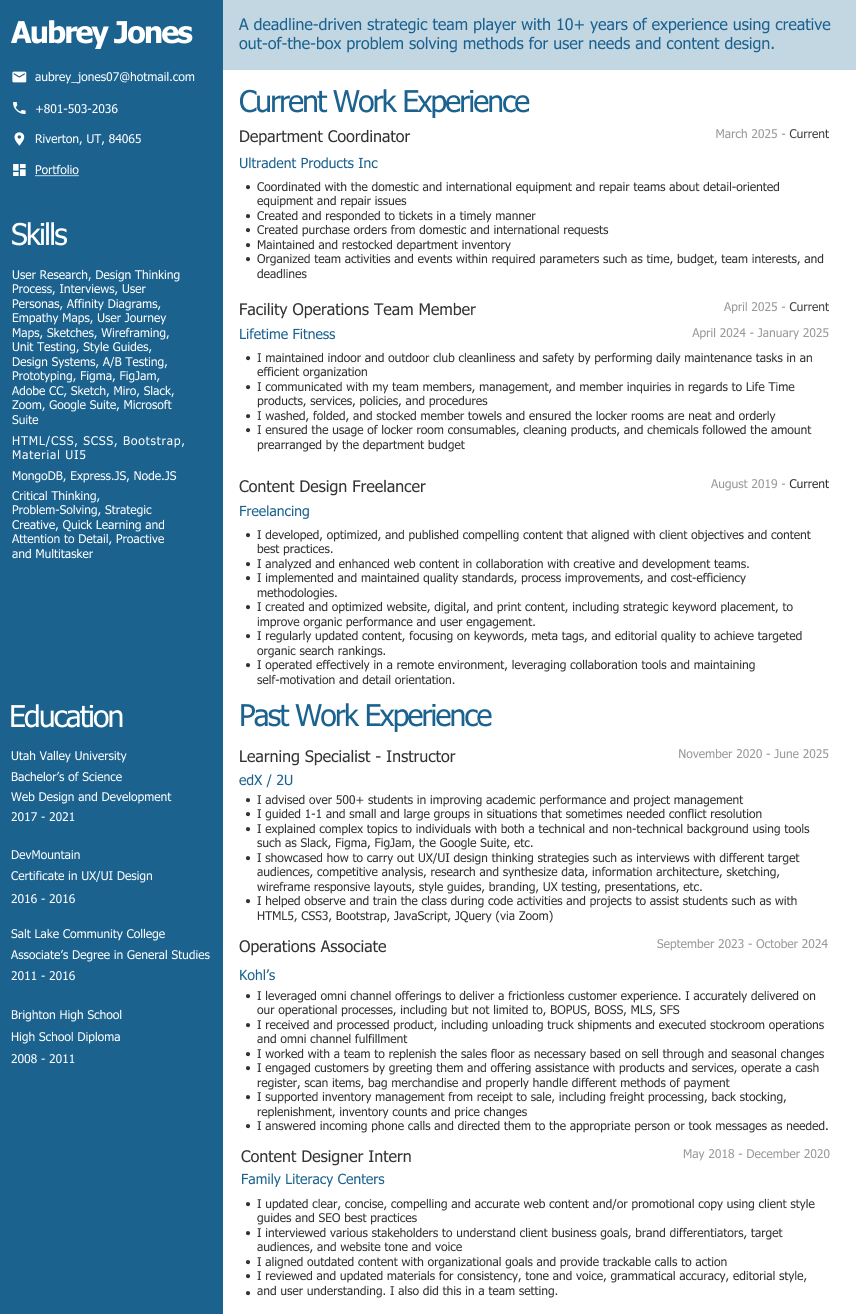 Aubrey Jones
aubrey_jones07@hotmail.com
+801-503-2036
Riverton, UT, 84065
Portfolio
Skills
User Research, Design Thinking
Process, Interviews, User
Personas, Affinity Diagrams,
Empathy Maps, User Journey
Maps, Sketches, Wireframing,
Unit Testing, Style Guides,
Design Systems, A/B Testing,
Prototyping, Figma, FigJam,
Adobe CC, Sketch, Miro, Slack,
Zoom, Google Suite, Microsoft
Suite
HTML/CSS, SCSS, Bootstrap,
Material UI5
MongoDB, Express.JS, Node.JS
Critical Thinking,
Problem-Solving, Strategic
Creative, Quick Learning and
Attention to Detail, Proactive
and Multitasker
Education
Utah Valley University
Bachelor's of Science
Web Design and Development
2017 - 2021
DevMountain
Certificate in UX/UI Design
2016 - 2016
Salt Lake Community College
Associate's Degree in General Studies
2011 - 2016
Brighton High School
High School Diploma
2008 - 2011
A deadline-driven strategic team player with 10+ years of experience using creative
out-of-the-box problem solving methods for user needs and content design.
Current Work Experience
Department Coordinator March 2025 - Current
Ultradent Products Inc
• Coordinated with the domestic and international equipment and repair teams about detail-oriented
equipment and repair issues
• Created and responded to tickets in a timely manner
• Created purchase orders from domestic and international requests
• Maintained and restocked department inventory
• Organized team activities and events within required parameters such as time, budget, team interests, and
deadlines
Facility Operations Team Member April 2025 - Current
Lifetime Fitness April 2024 - January 2025
• I maintained indoor and outdoor club cleanliness and safety by performing daily maintenance tasks in an
efficient organization
• I communicated with my team members, management, and member inquiries in regards to Life Time
products, services, policies, and procedures
• I washed, folded, and stocked member towels and ensured the locker rooms are neat and orderly
• I ensured the usage of locker room consumables, cleaning products, and chemicals followed the amount
prearranged by the department budget
Content Design Freelancer August 2019 - Current
Freelancing
• I developed, optimized, and published compelling content that aligned with client objectives and content
best practices.
• I analyzed and enhanced web content in collaboration with creative and development teams.
• I implemented and maintained quality standards, process improvements, and cost-efficiency
methodologies.
• I created and optimized website, digital, and print content, including strategic keyword placement, to
improve organic performance and user engagement.
• I regularly updated content, focusing on keywords, meta tags, and editorial quality to achieve targeted
organic search rankings.
• I operated effectively in a remote environment, leveraging collaboration tools and maintaining
self-motivation and detail orientation.
Past Work Experience
Learning Specialist - Instructor November 2020 - June 2025
edX / 2U
• I advised over 500+ students in improving academic performance and project management
• I guided 1-1 and small and large groups in situations that sometimes needed conflict resolution
• I explained complex topics to individuals with both a technical and non-technical background using tools
such as Slack, Figma, FigJam, the Google Suite, etc.
• I showcased how to carry out UX/UI design thinking strategies such as interviews with different target
audiences, competitive analysis, research and synthesize data, information architecture, sketching,
wireframe responsive layouts, style guides, branding, UX testing, presentations, etc.
• I helped observe and train the class during code activities and projects to assist students such as with
HTML5, CSS3, Bootstrap, JavaScript, JQuery (via Zoom)
Operations Associate September 2023 - October 2024
Kohl's
• I leveraged omni channel offerings to deliver a frictionless customer experience. I accurately delivered on
our operational processes, including but not limited to, BOPUS, BOSS, MLS, SFS
• I received and processed product, including unloading truck shipments and executed stockroom operations
and omni channel fulfillment
• I worked with a team to replenish the sales floor as necessary based on sell through and seasonal changes
• I engaged customers by greeting them and offering assistance with products and services, operate a cash
register, scan items, bag merchandise and properly handle different methods of payment
• I supported inventory management from receipt to sale, including freight processing, back stocking,
replenishment, inventory counts and price changes
• I answered incoming phone calls and directed them to the appropriate person or took messages as needed.
Content Designer Intern May 2018 - December 2020
Family Literacy Centers
• I updated clear, concise, compelling and accurate web content and/or promotional copy using client style
guides and SEO best practices
• I interviewed various stakeholders to understand client business goals, brand differentiators, target
audiences, and website tone and voice
• I aligned outdated content with organizational goals and provide trackable calls to action
• I reviewed and updated materials for consistency, tone and voice, grammatical accuracy, editorial style,
• and user understanding. I also did this in a team setting.